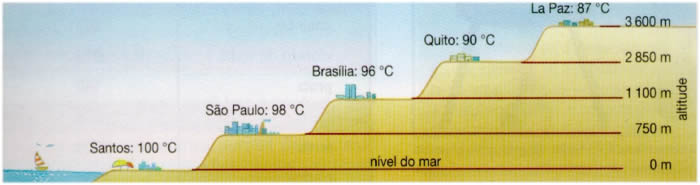 La Paz: 87 °C
3 600 m
Quito: 90 °C
2 850 m
Brasília: 96 °C
1 100 m
São Paulo: 98 °C
750 m
Santos: 100 °C
nível do mar
0 m
altitude